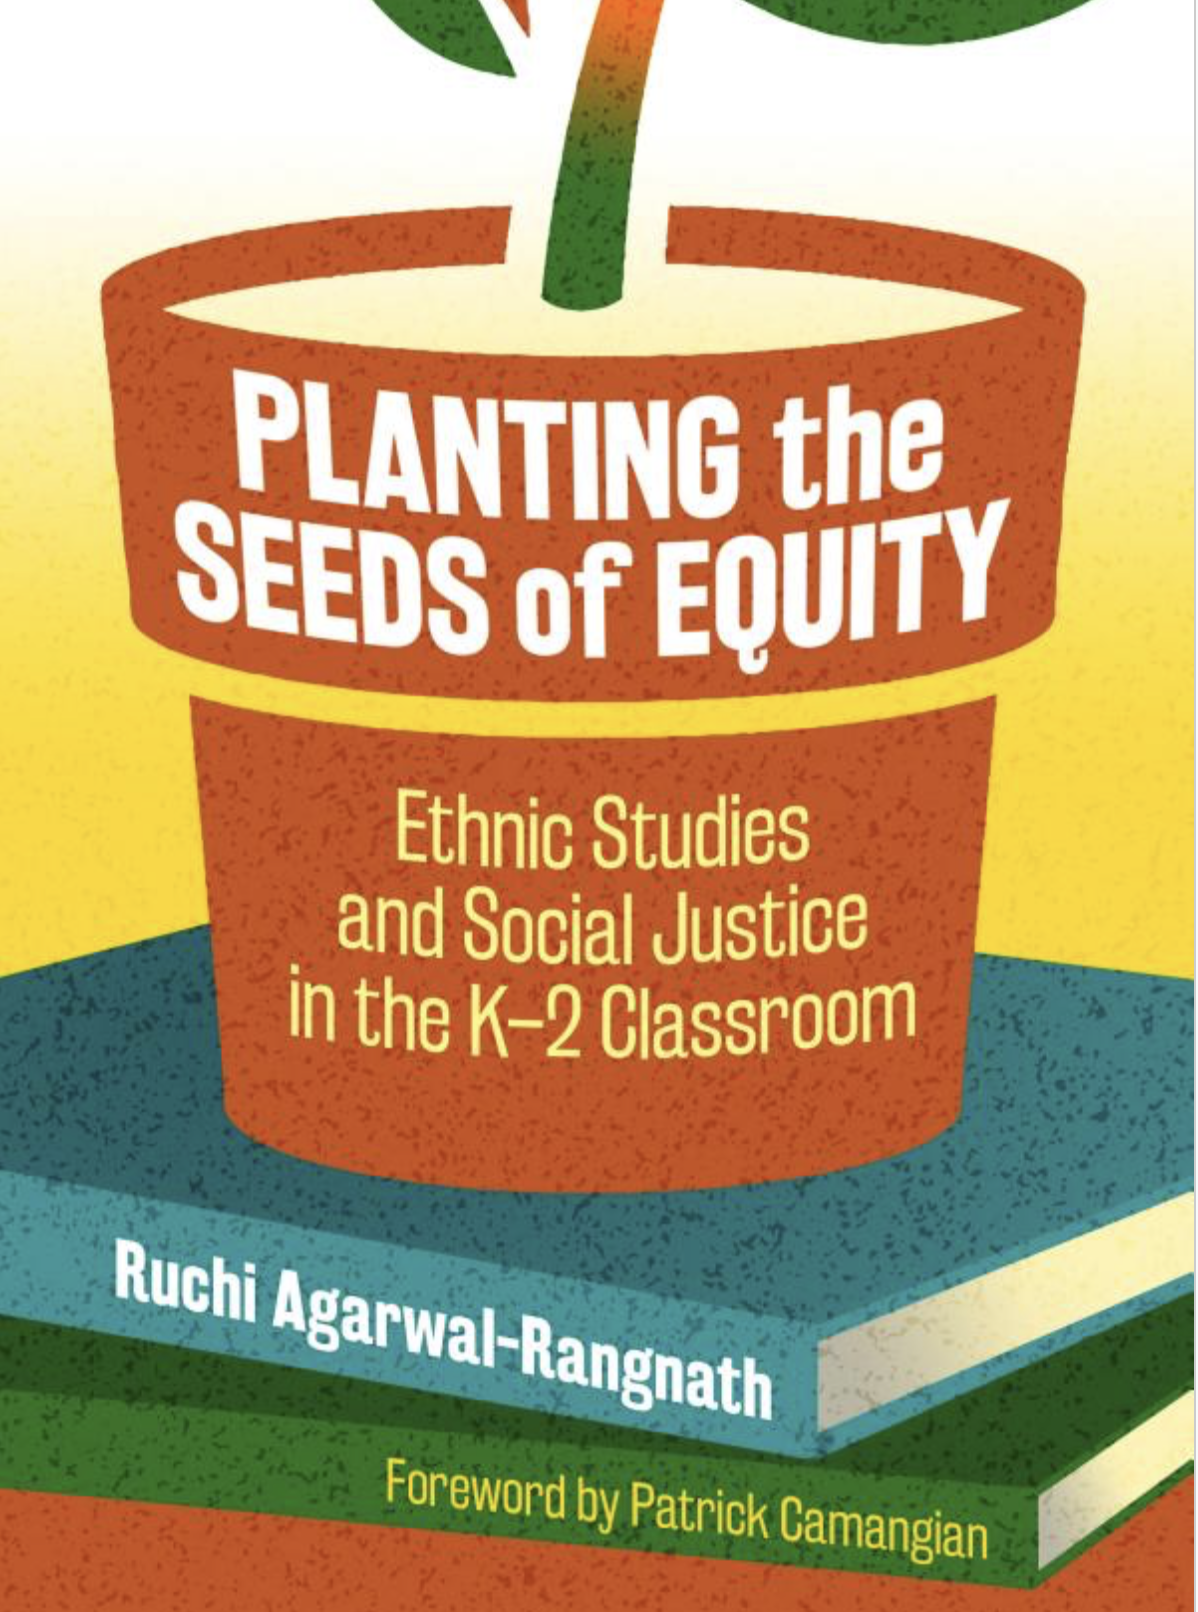 PLANTING the
SEEDS of EQUITY
Ethnic Studies
and Social Justice
in the K–2 Classroom
Ruchi Agarwal-Rangnath
Foreword by Patrick Camangian